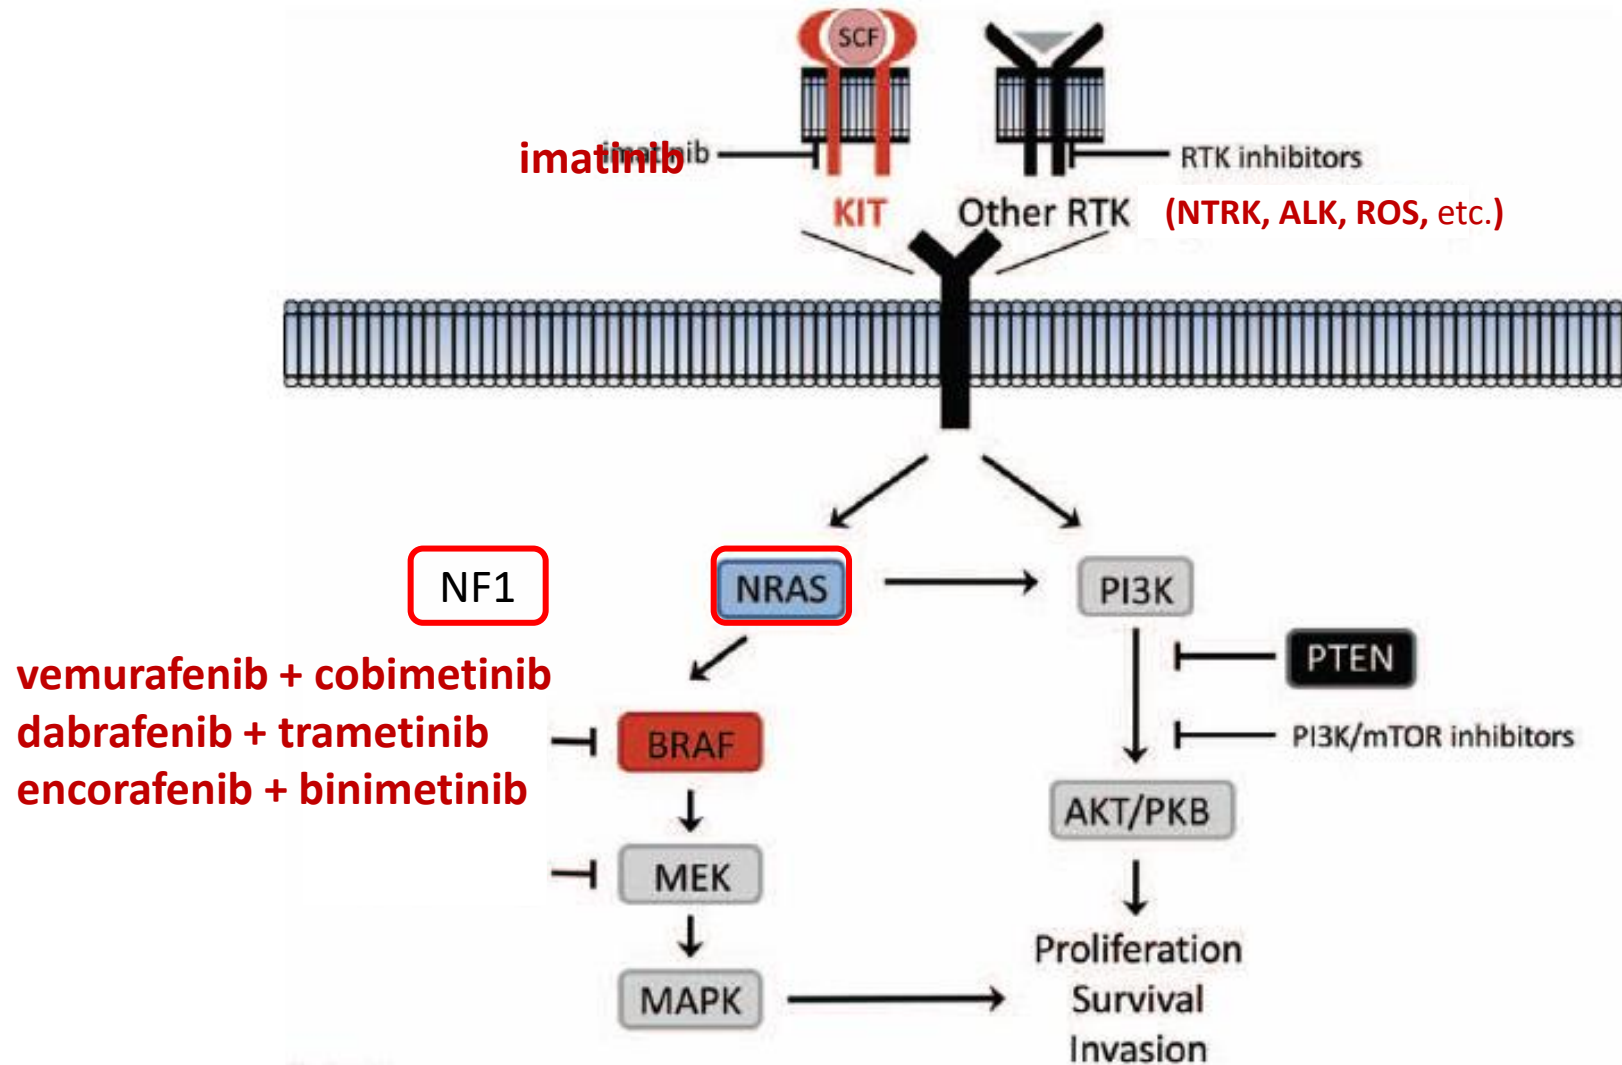 SCF
imatinib
imatinib
RTK inhibitors
KIT
Other RTK
(NTRK, ALK, ROS, etc.)
NF1
NRAS
PI3K
vemurafenib + cobimetinib
dabrafenib + trametinib
encorafenib + binimetinib
PTEN
BRAF
PI3K/mTOR inhibitors
AKT/PKB
MEK
MAPK
Proliferation
Survival
Invasion